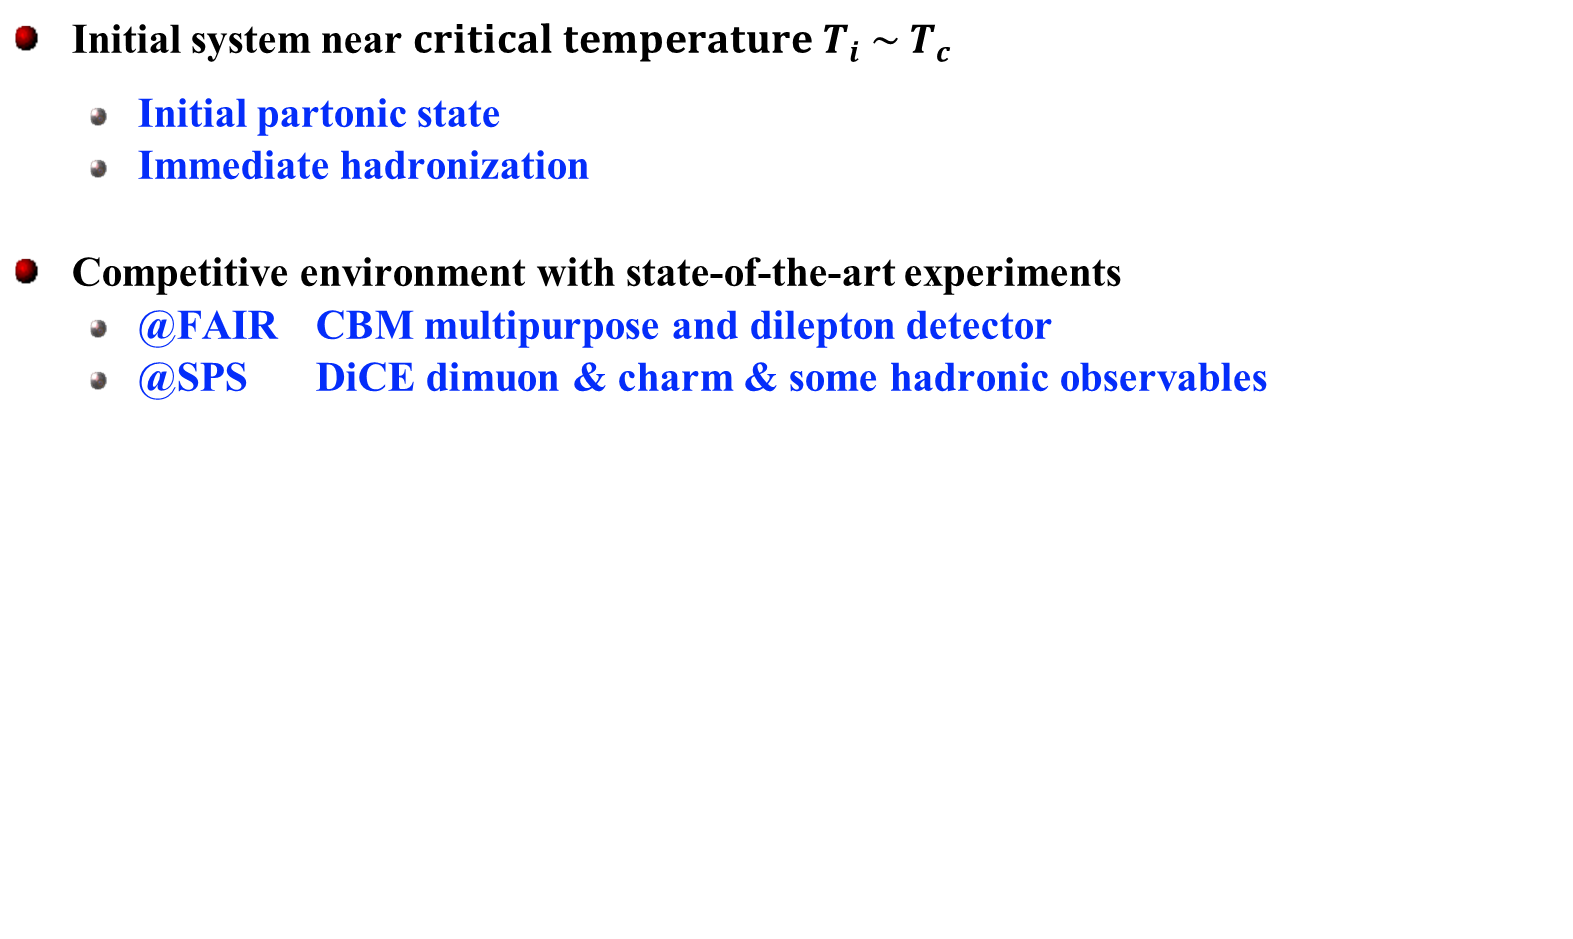 Initial system near critical temperature T_i ~ T_c
Initial partonic state
Immediate hadronization
Competitive environment with state-of-the-art experiments
@FAIR CBM multipurpose and dilepton detector
@SPS DiCE dimuon & charm & some hadronic observables